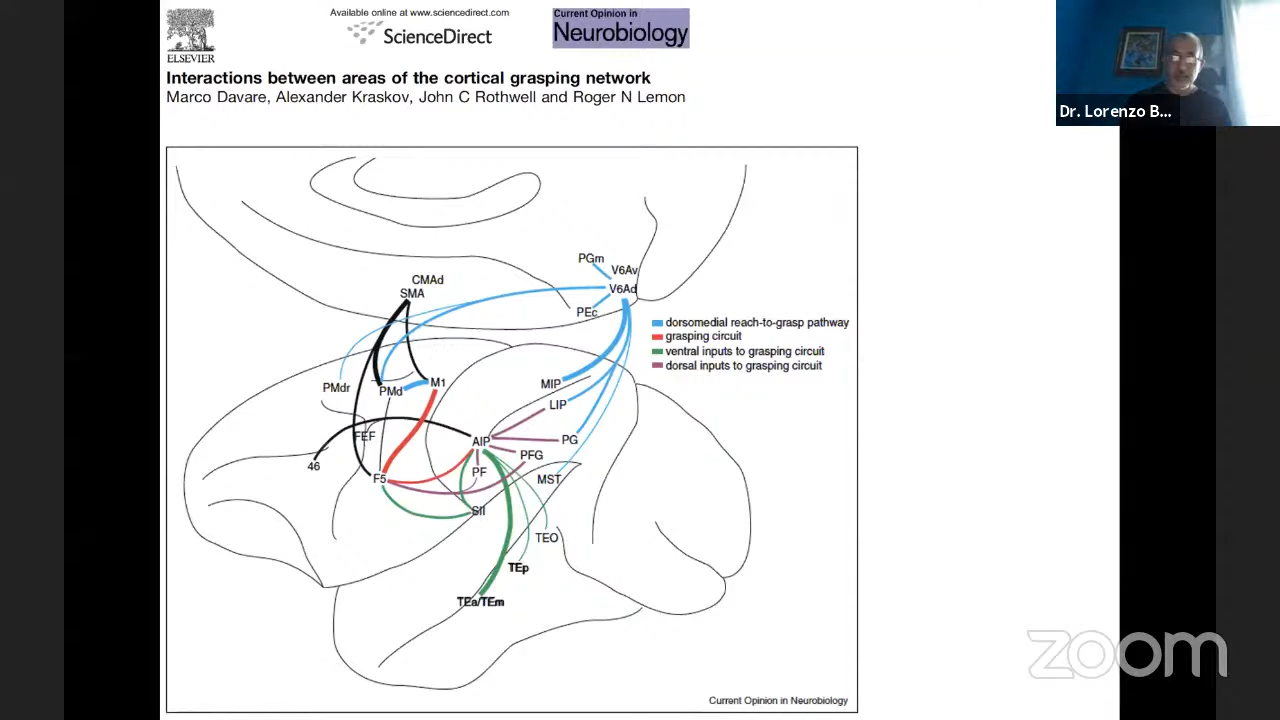 Available online at www.sciencedirect.com
ScienceDirect
ELSEVIER
Current Opinion in
Neurobiology
Interactions between areas of the cortical grasping network
Marco Davare, Alexander Kraskov, John C Rothwell and Roger N Lemon
Dr. Lorenzo B...
PGm
V6Av
CMAd
SMA
V6Ad
PEc
dorsomedial reach-to-grasp pathway
grasping circuit
ventral inputs to grasping circuit
dorsal inputs to grasping circuit
PMdr
PMd
M1
MIP
LIP
FEF
AIP
PG
46
PF
PFG
F5
MST
SII
TEO
TEp
TEa/TEm
zoom
Current Opinion in Neurobiology